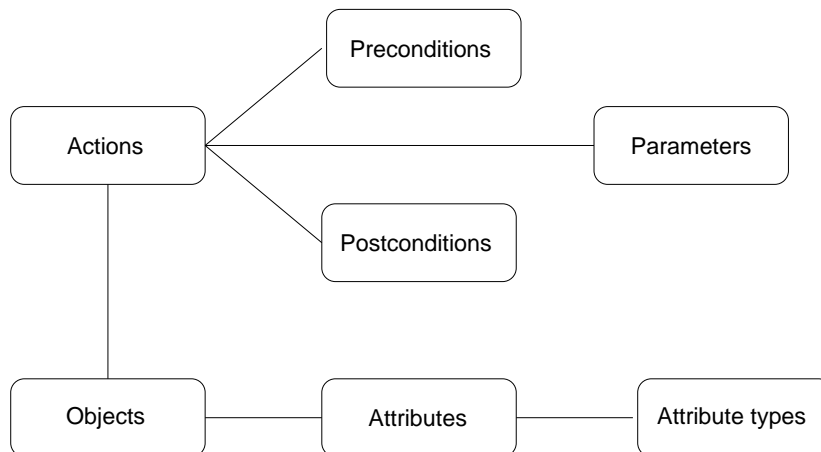 Preconditions
Actions
Parameters
Postconditions
Objects
Attributes
Attribute types